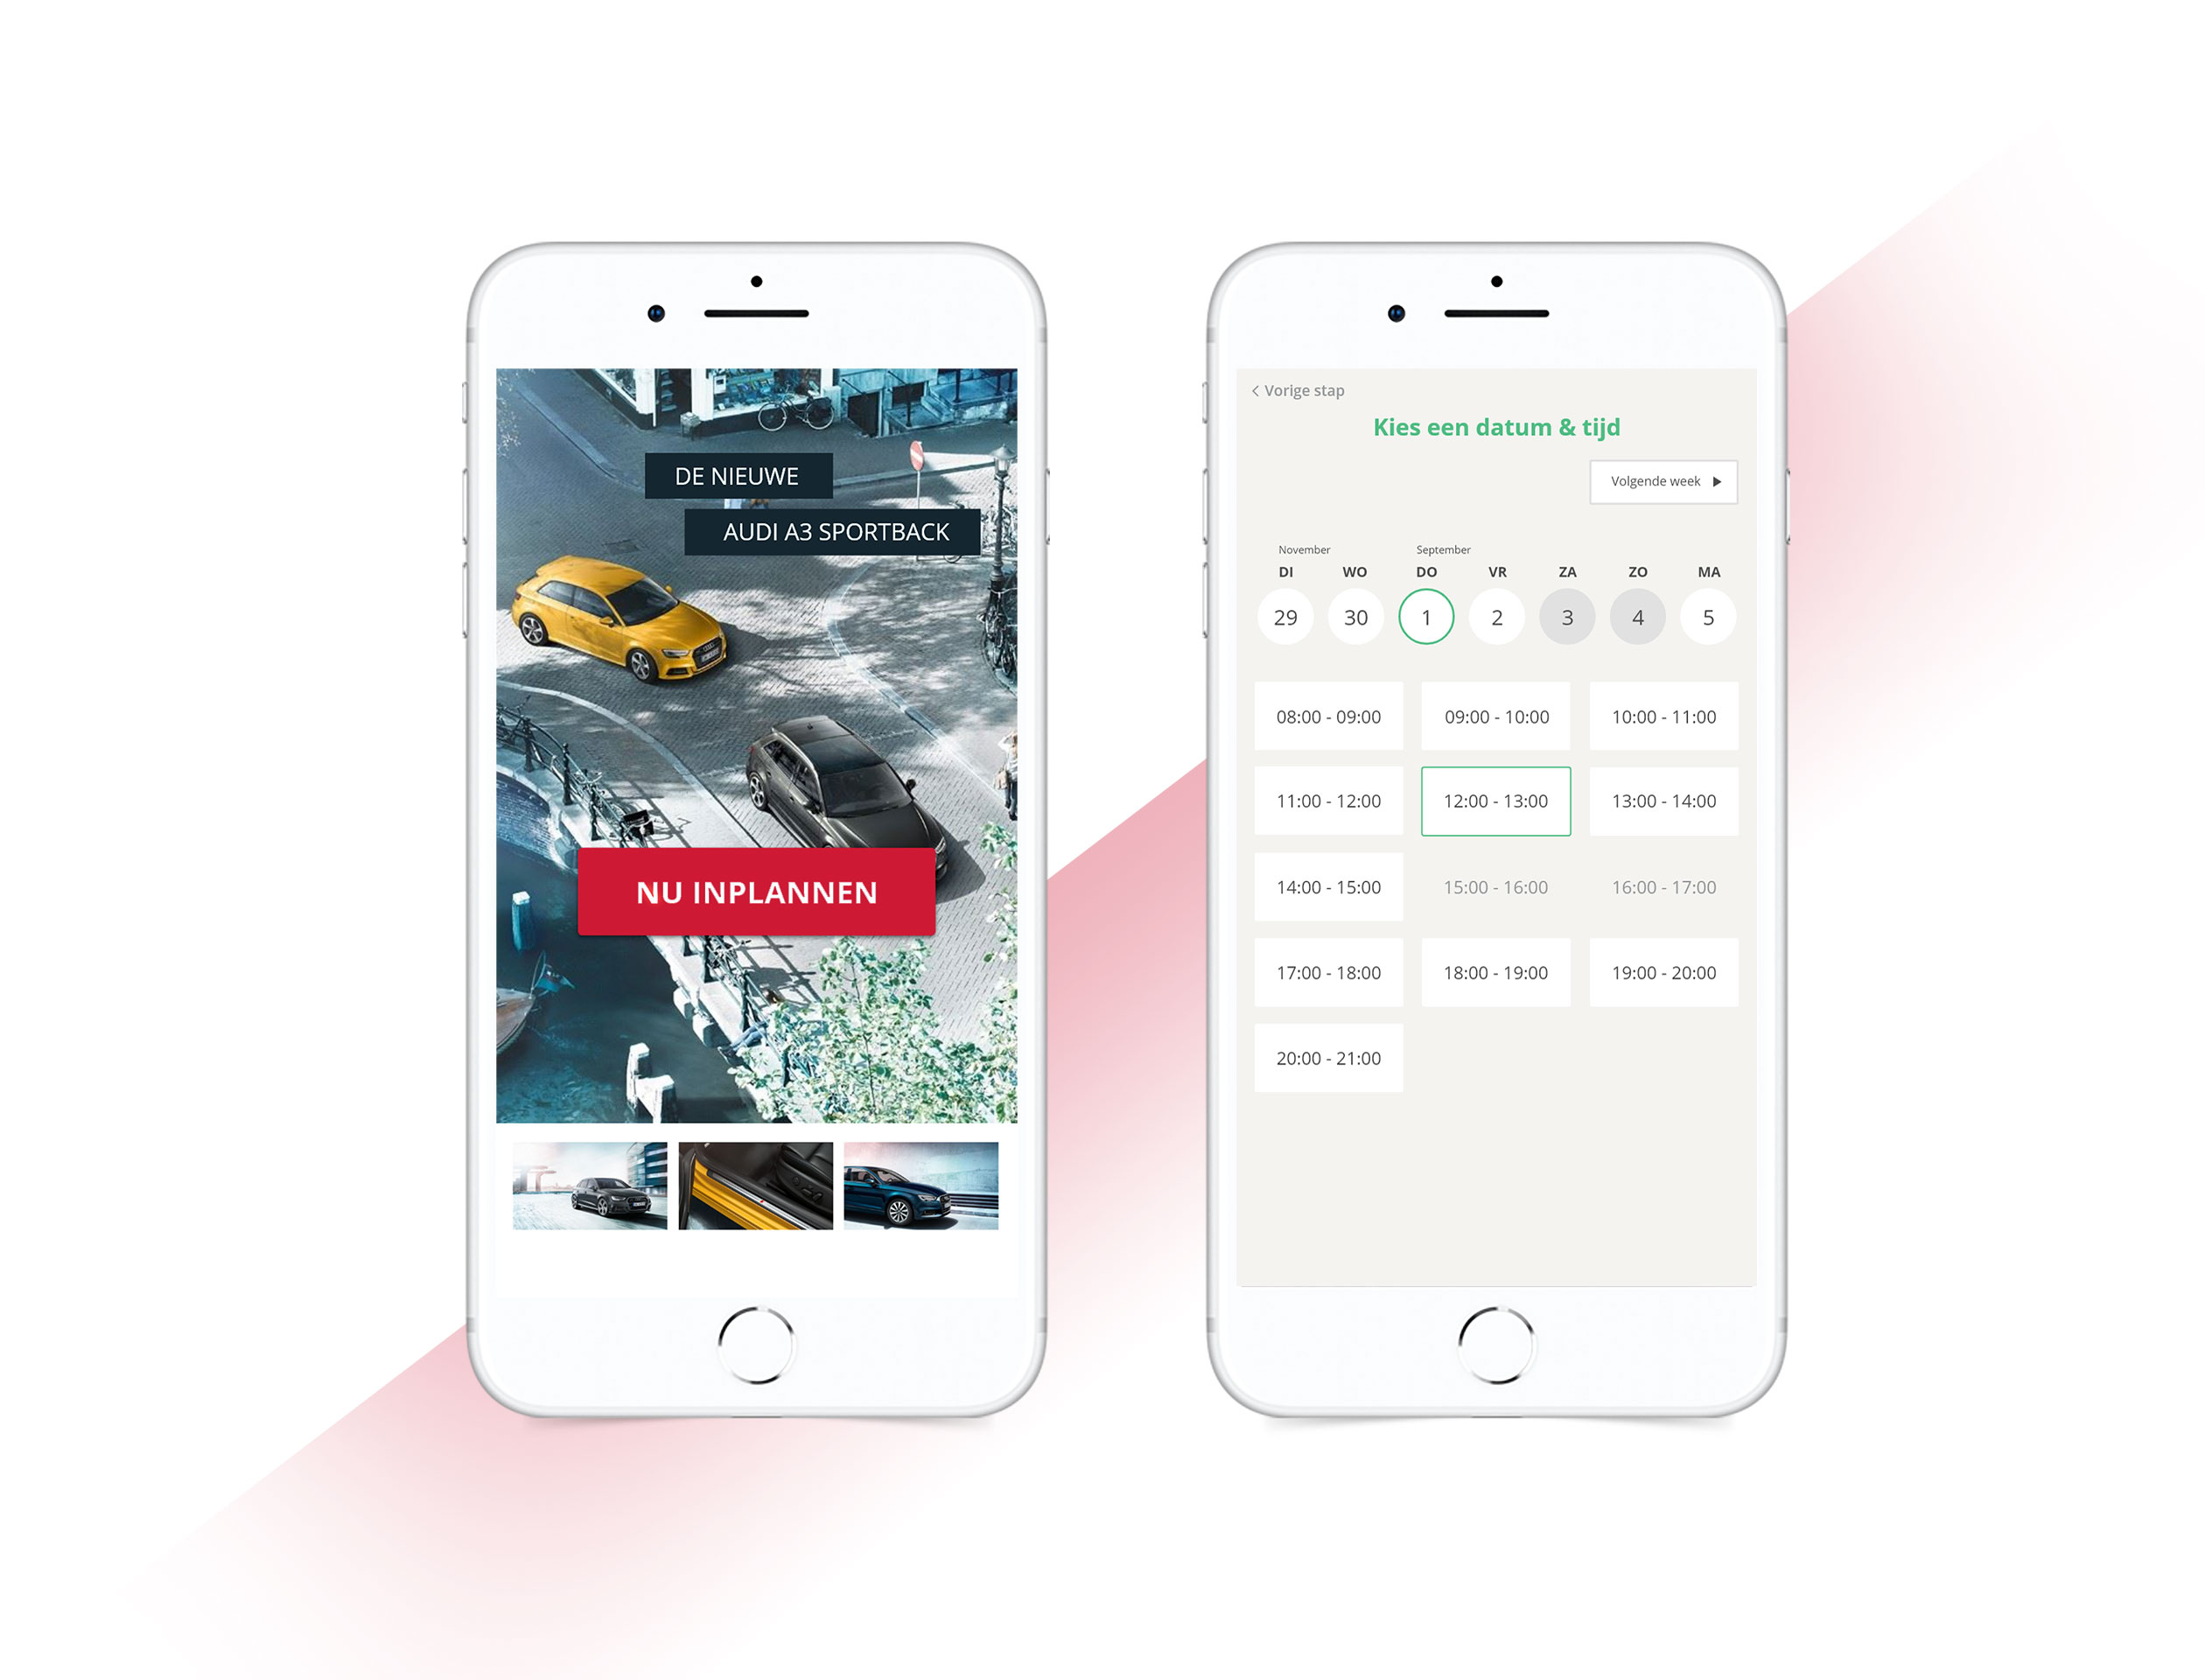 DE NIEUWE
AUDI A3 SPORTBACK
NU INPLANNEN
< Vorige stap
Kies een datum & tijd
Volgende week ▶
November September
DI WO DO VR ZA ZO MA
29 30 1 2 3 4 5
08:00 - 09:00 09:00 - 10:00 10:00 - 11:00
11:00 - 12:00 12:00 - 13:00 13:00 - 14:00
14:00 - 15:00 15:00 - 16:00 16:00 - 17:00
17:00 - 18:00 18:00 - 19:00 19:00 - 20:00
20:00 - 21:00